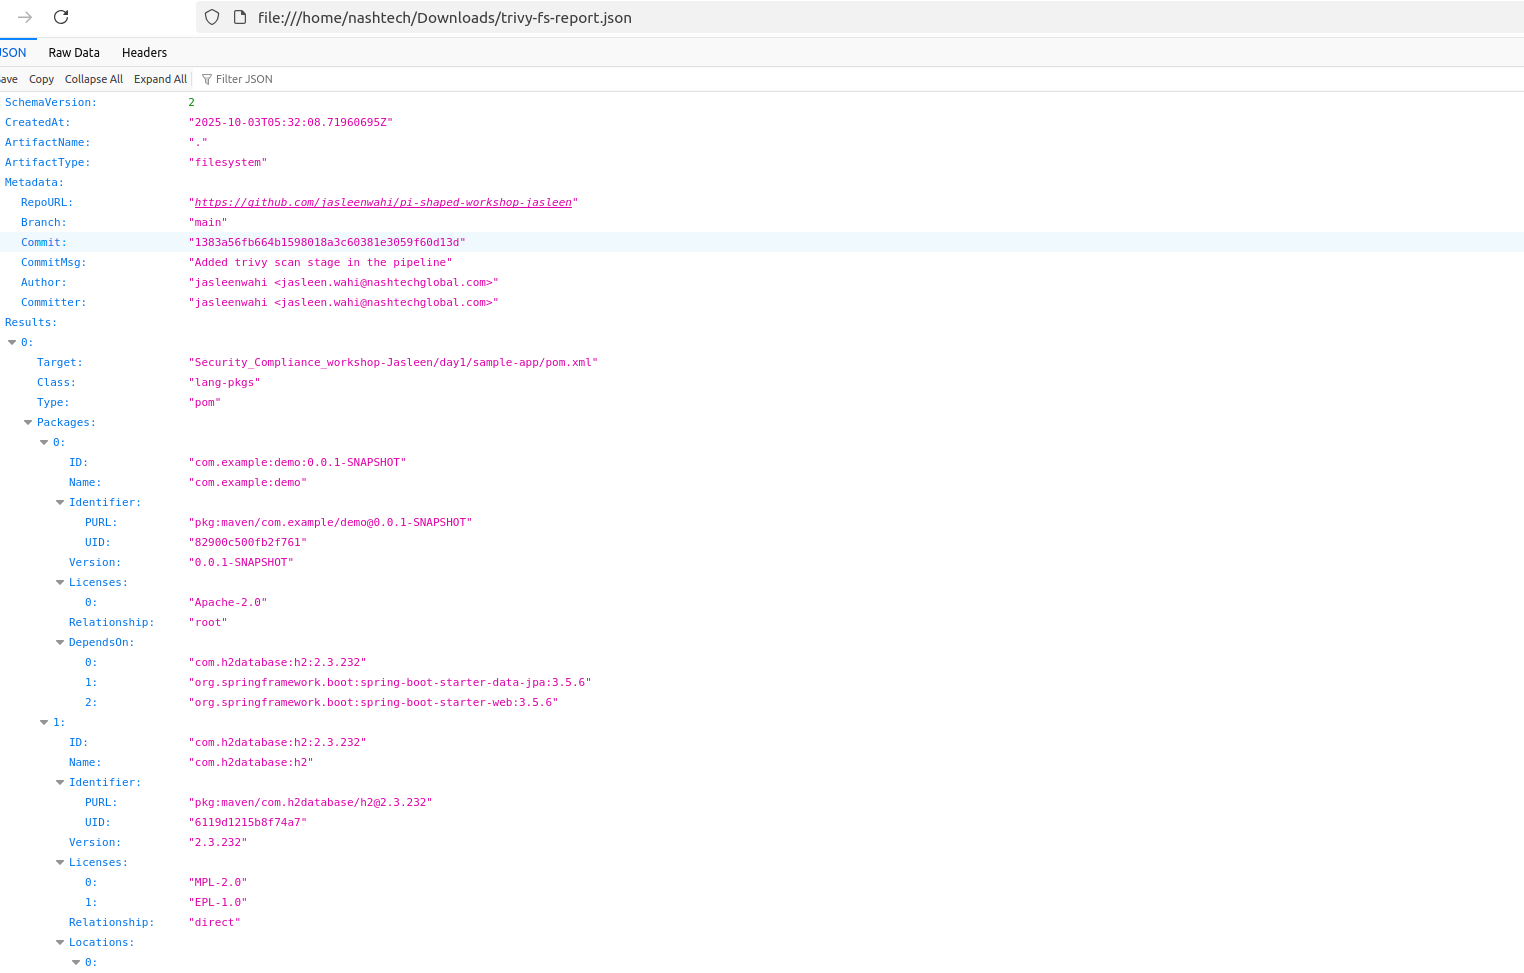 file:///home/nashtech/Downloads/trivy-fs-report.json
JSON Raw Data Headers
Save Copy Collapse All Expand All Filter JSON
SchemaVersion: 2
CreatedAt: "2025-10-03T05:32:08.71960695Z"
ArtifactName: "."
ArtifactType: "filesystem"
Metadata:
RepoURL: "https://github.com/jasleenwahi/pi-shaped-workshop-jasleen"
Branch: "main"
Commit: "1383a56fb664b1598018a3c60381e3059f60d13d"
CommitMsg: "Added trivy scan stage in the pipeline"
Author: "jasleenwahi <jasleen.wahi@nashtechglobal.com>"
Committer: "jasleenwahi <jasleen.wahi@nashtechglobal.com>"
Results:
0:
Target: "Security_Compliance_workshop-Jasleen/day1/sample-app/pom.xml"
Class: "lang-pkgs"
Type: "pom"
Packages:
0:
ID: "com.example:demo:0.0.1-SNAPSHOT"
Name: "com.example:demo"
Identifier:
PURL: "pkg:maven/com.example/demo@0.0.1-SNAPSHOT"
UID: "82900c500fb2f761"
Version: "0.0.1-SNAPSHOT"
Licenses:
0: "Apache-2.0"
Relationship: "root"
DependsOn:
0: "com.h2database:h2:2.3.232"
1: "org.springframework.boot:spring-boot-starter-data-jpa:3.5.6"
2: "org.springframework.boot:spring-boot-starter-web:3.5.6"
1:
ID: "com.h2database:h2:2.3.232"
Name: "com.h2database:h2"
Identifier:
PURL: "pkg:maven/com.h2database/h2@2.3.232"
UID: "6119d1215b8f74a7"
Version: "2.3.232"
Licenses:
0: "MPL-2.0"
1: "EPL-1.0"
Relationship: "direct"
Locations:
0: